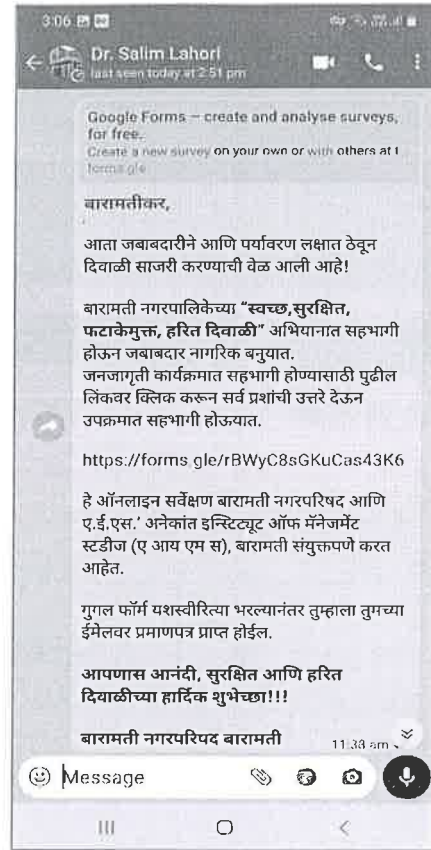 3:06
Dr. Salim Lahori
last seen today at 2:51 pm
Google Forms – create and analyse surveys,
for free.
Create a new survey on your own or with others at t
forms.gle
बारामतीकर,
आता जबाबदारीने आणि पर्यावरण लक्षात ठेवून
दिवाळी साजरी करण्याची वेळ आली आहे!
बारामती नगरपालिकेच्या “स्वच्छ,सुरक्षित,
फटाकेमुक्त, हरित दिवाळी” अभियानात सहभागी
होऊन जबाबदार नागरिक बनुयात.
जनजागृती कार्यक्रमात सहभागी होण्यासाठी पुढील
लिंकवर क्लिक करून सर्व प्रशांची उत्तरे देऊन
उपक्रमात सहभागी होऊयात.
https://forms.gle/rBWyC8sGKuCas43K6
हे ऑनलाइन सर्वेक्षण बारामती नगरपरिषद आणि
ए.ई.एस.' अनेकांत इन्स्टिट्यूट ऑफ मॅनेजमेंट
स्टडीज (ए आय एम स), बारामती संयुक्तपणे करत
आहेत.
गुगल फॉर्म यशस्वीरित्या भरल्यानंतर तुम्हाला तुमच्या
ईमेलवर प्रमाणपत्र प्राप्त होईल.
आपणास आनंदी, सुरक्षित आणि हरित
दिवाळीच्या हार्दिक शुभेच्छा!!!
बारामती नगरपरिषद बारामती
11:33 am
Message